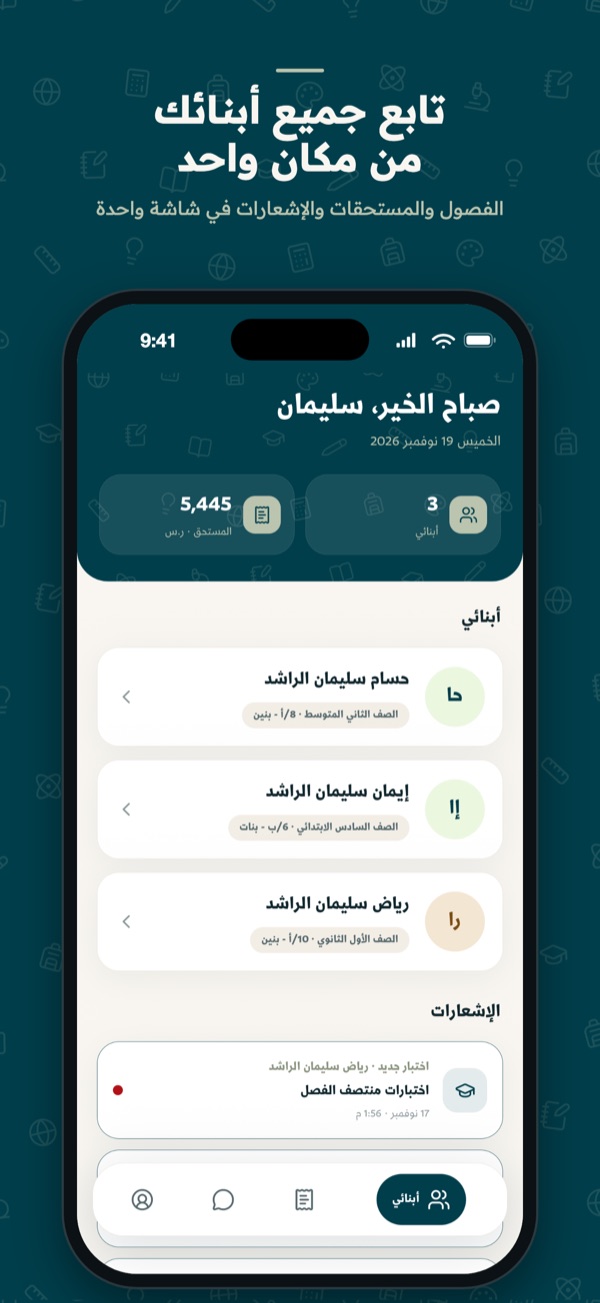 تابع جميع أبنائك
من مكان واحد
الفصول والمستحقات والإشعارات في شاشة واحدة
9:41
صباح الخير، سليمان
الخميس 19 نوفمبر 2026
3
أبنائي
5,445
المستحق · ر.س
أبنائي
حا
حسام سليمان الراشد
الصف الثاني المتوسط · 8/أ - بنين
إا
إيمان سليمان الراشد
الصف السادس الابتدائي · 6/ب - بنات
را
رياض سليمان الراشد
الصف الأول الثانوي · 10/أ - بنين
الإشعارات
اختبار جديد · رياض سليمان الراشد
اختبارات منتصف الفصل
17 نوفمبر · 1:56 م
أبنائي